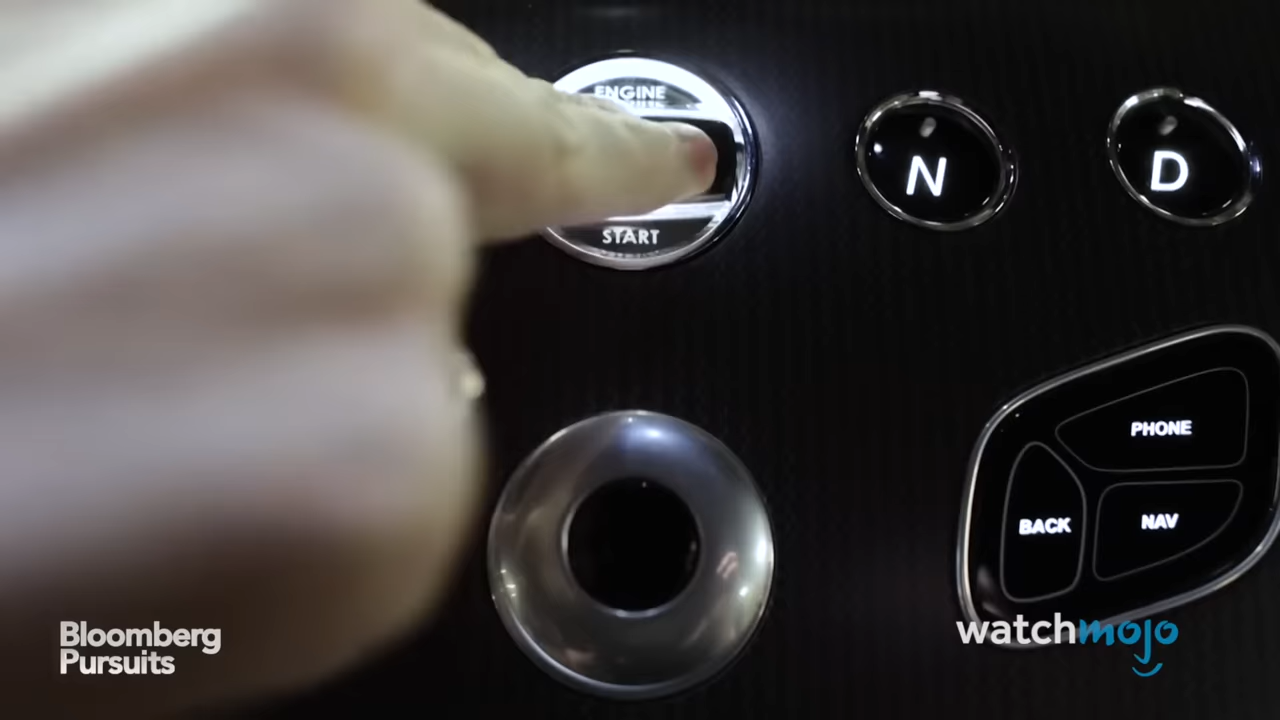 ENGINE
START
N
D
PHONE
BACK
NAV
Bloomberg
Pursuits
watchmojo